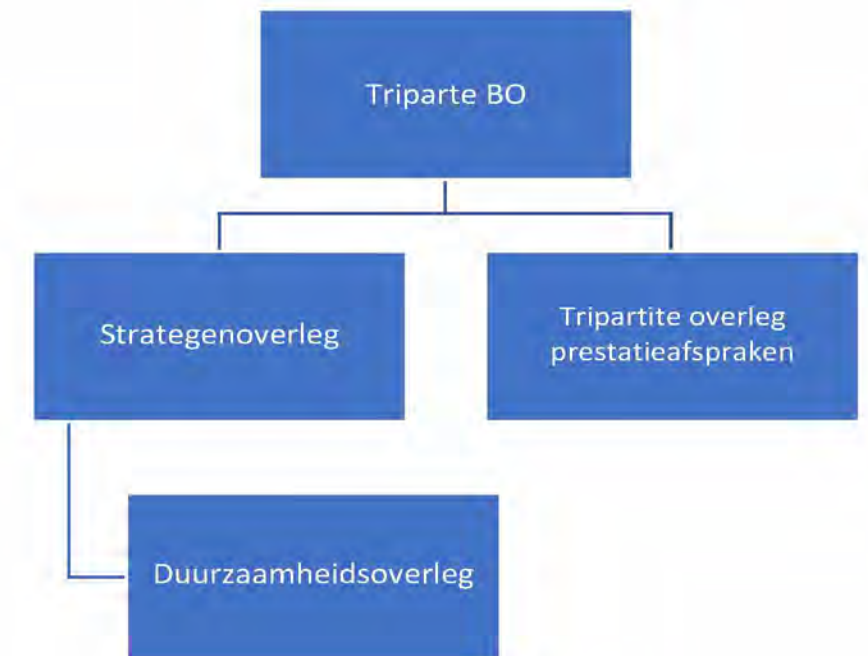 Triparte BO
Strategenoverleg
Tripartite overleg
prestatieafspraken
Duurzaamheidsoverleg